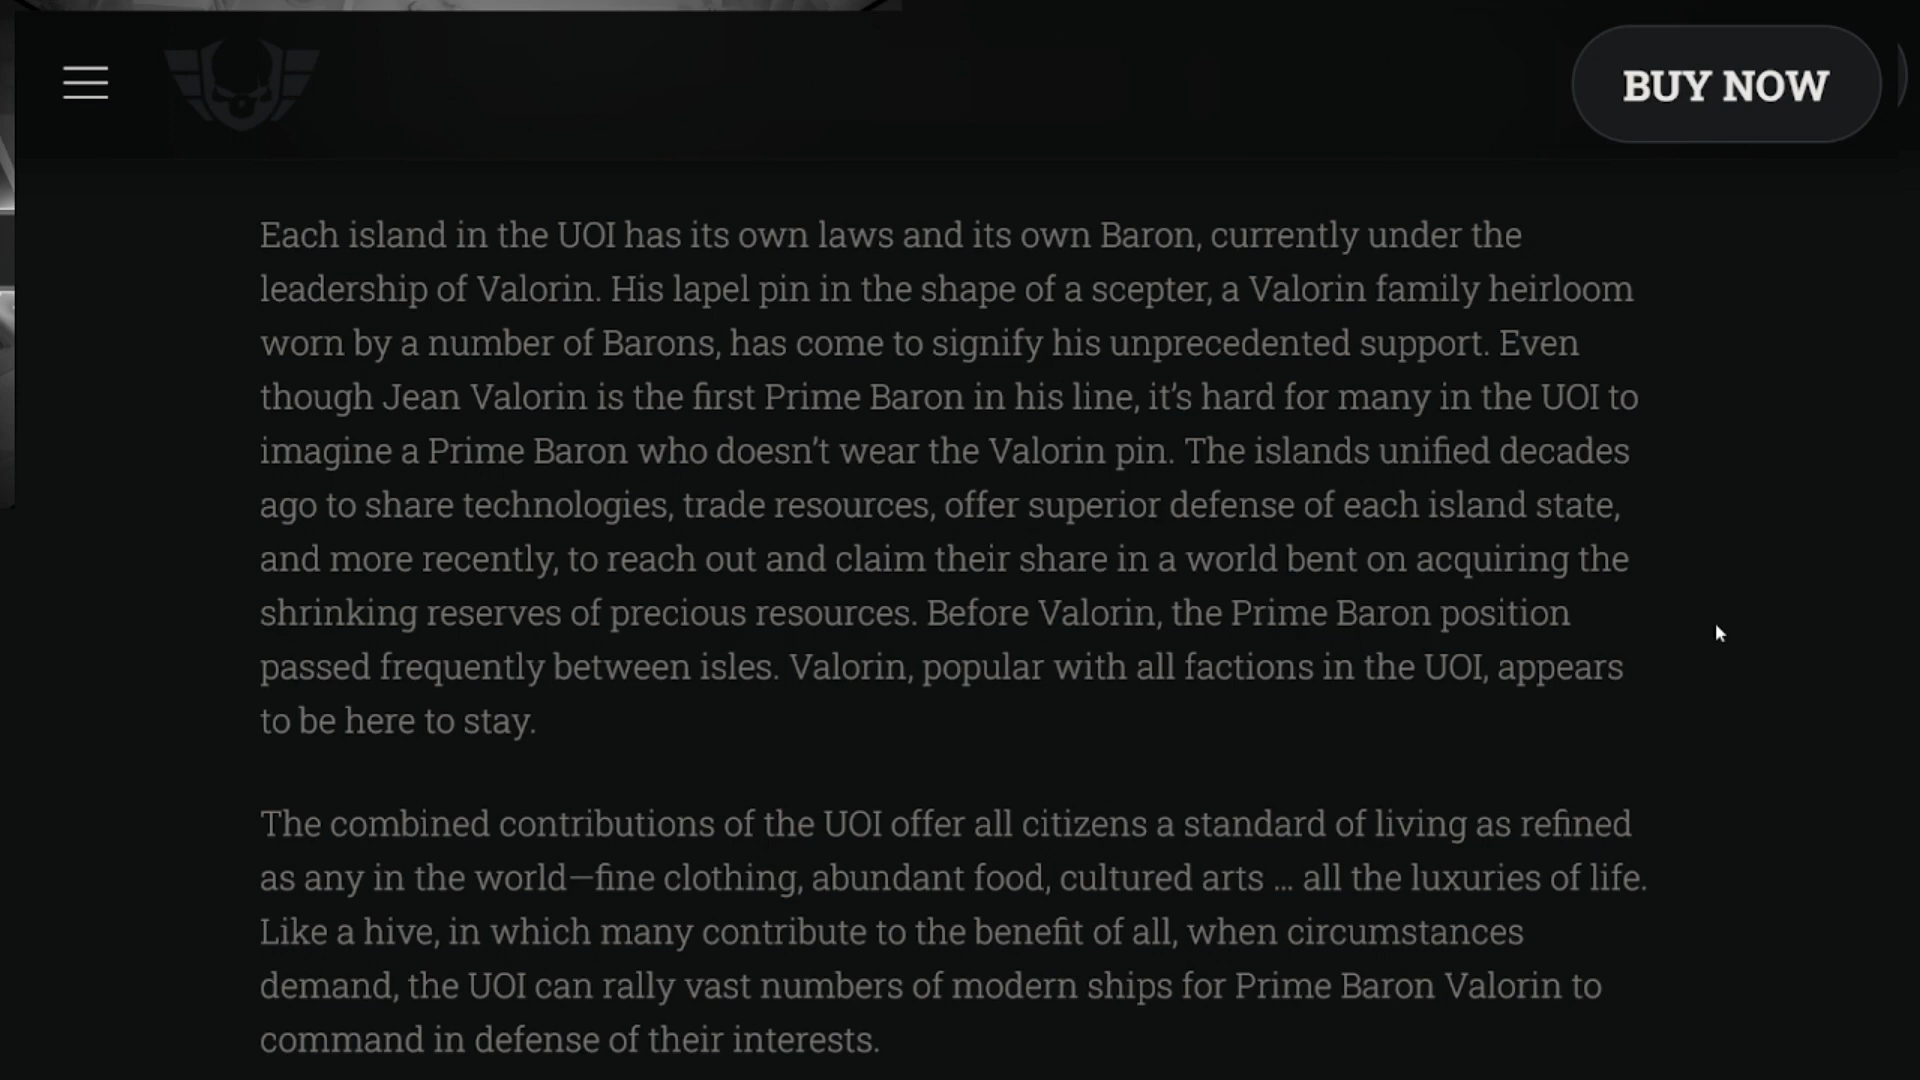 BUY NOW
Each island in the UOI has its own laws and its own Baron, currently under the
leadership of Valorin. His lapel pin in the shape of a scepter, a Valorin family heirloom
worn by a number of Barons, has come to signify his unprecedented support. Even
though Jean Valorin is the first Prime Baron in his line, it’s hard for many in the UOI to
imagine a Prime Baron who doesn’t wear the Valorin pin. The islands unified decades
ago to share technologies, trade resources, offer superior defense of each island state,
and more recently, to reach out and claim their share in a world bent on acquiring the
shrinking reserves of precious resources. Before Valorin, the Prime Baron position
passed frequently between isles. Valorin, popular with all factions in the UOI, appears
to be here to stay.
The combined contributions of the UOI offer all citizens a standard of living as refined
as any in the world—fine clothing, abundant food, cultured arts ... all the luxuries of life.
Like a hive, in which many contribute to the benefit of all, when circumstances
demand, the UOI can rally vast numbers of modern ships for Prime Baron Valorin to
command in defense of their interests.